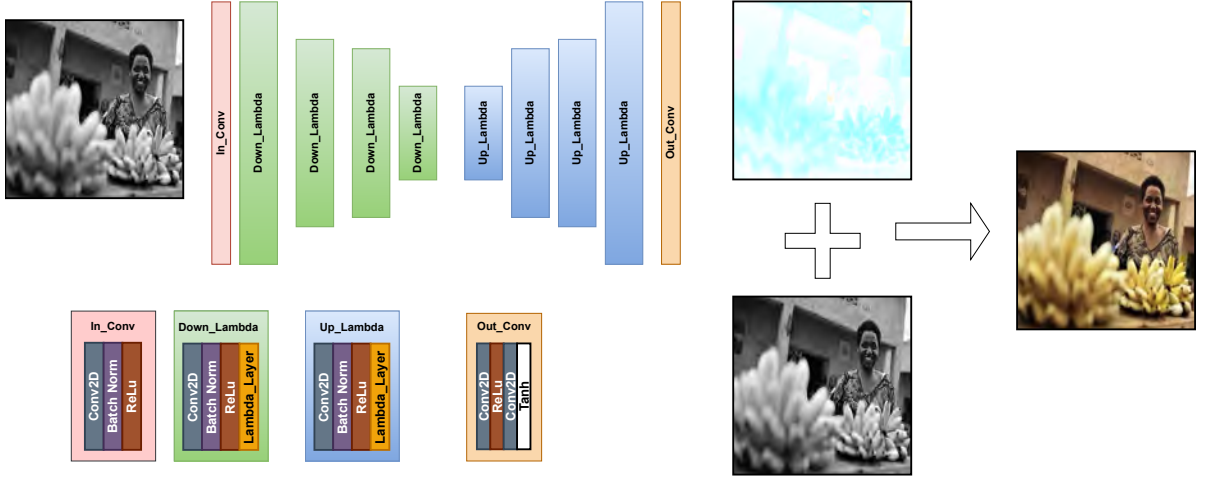 In_Conv
Down_Lambda
Down_Lambda
Down_Lambda
Down_Lambda
Up_Lambda
Up_Lambda
Up_Lambda
Up_Lambda
Out_Conv
In_Conv
Conv2D
Batch Norm
ReLu
Down_Lambda
Conv2D
Batch Norm
ReLu
Lambda_Layer
Up_Lambda
Conv2D
Batch Norm
ReLu
Lambda_Layer
Out_Conv
Conv2D
ReLu
Conv2D
Tanh